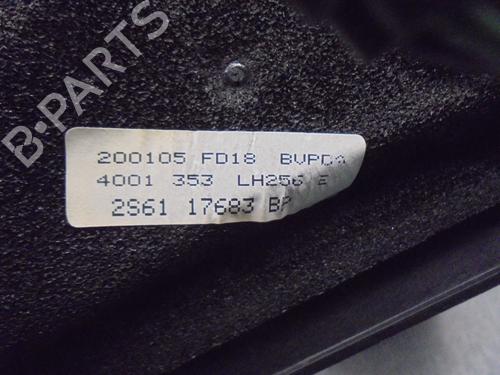 B-PARTS
200105 FD18 BVPDA
4001 353 LH256 E
2S61 17683 BP